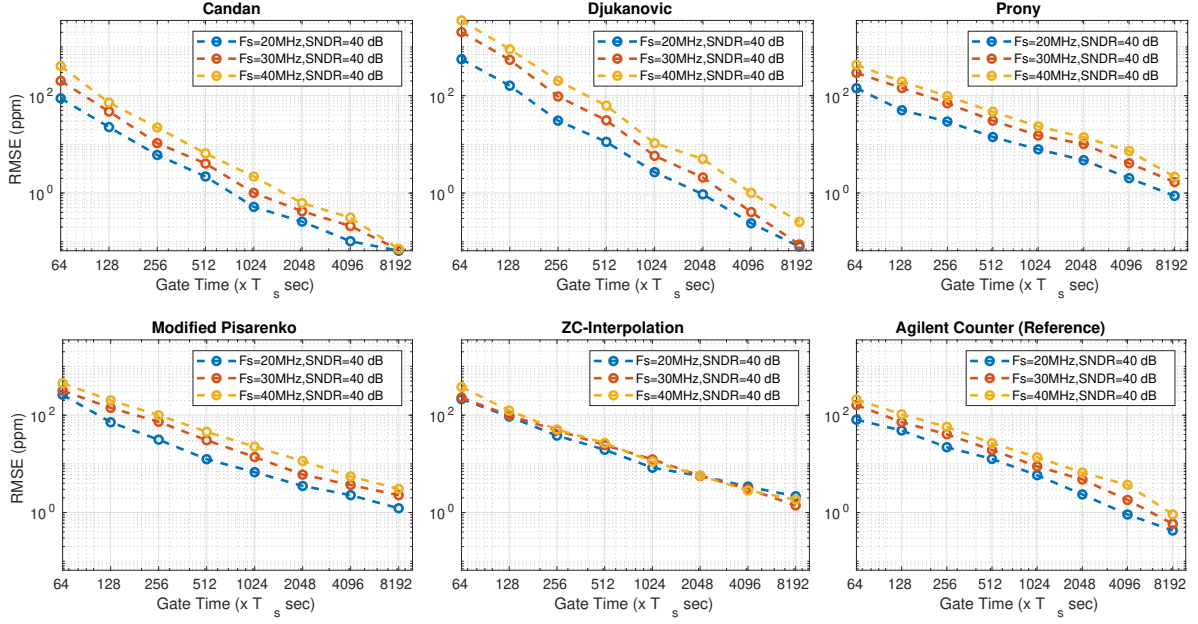 Candan
Fs=20MHz,SNDR=40 dB
Fs=30MHz,SNDR=40 dB
Fs=40MHz,SNDR=40 dB
RMSE (ppm)
10^2
10^0
64 128 256 512 1024 2048 4096 8192
Gate Time (x T_s sec)
Djukanovic
Fs=20MHz,SNDR=40 dB
Fs=30MHz,SNDR=40 dB
Fs=40MHz,SNDR=40 dB
64 128 256 512 1024 2048 4096 8192
Gate Time (x T_s sec)
Prony
Fs=20MHz,SNDR=40 dB
Fs=30MHz,SNDR=40 dB
Fs=40MHz,SNDR=40 dB
10^2
10^0
64 128 256 512 1024 2048 4096 8192
Gate Time (x T_s sec)
Modified Pisarenko
Fs=20MHz,SNDR=40 dB
Fs=30MHz,SNDR=40 dB
Fs=40MHz,SNDR=40 dB
RMSE (ppm)
10^2
10^0
64 128 256 512 1024 2048 4096 8192
Gate Time (x T_s sec)
ZC-Interpolation
Fs=20MHz,SNDR=40 dB
Fs=30MHz,SNDR=40 dB
Fs=40MHz,SNDR=40 dB
64 128 256 512 1024 2048 4096 8192
Gate Time (x T_s sec)
Agilent Counter (Reference)
Fs=20MHz,SNDR=40 dB
Fs=30MHz,SNDR=40 dB
Fs=40MHz,SNDR=40 dB
10^2
10^0
64 128 256 512 1024 2048 4096 8192
Gate Time (x T_s sec)